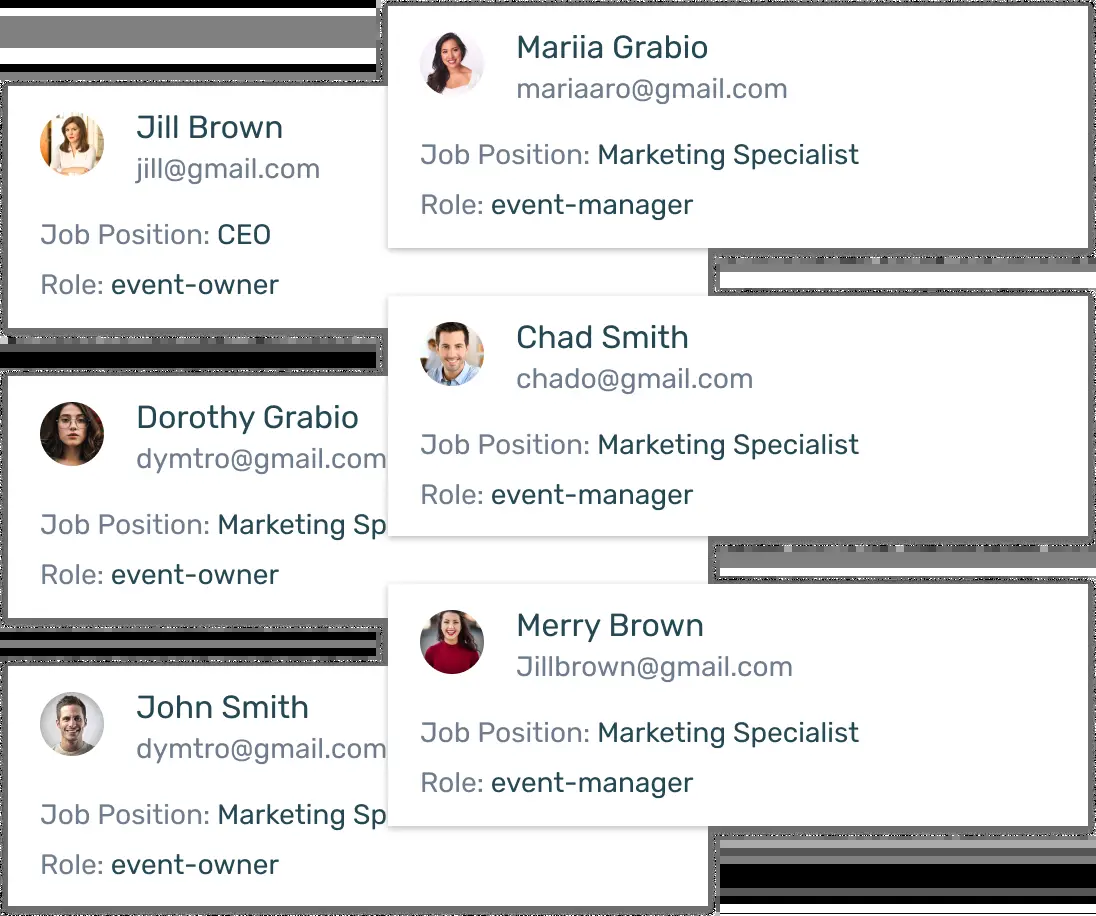 Mariia Grabio
mariaaro@gmail.com
Job Position: Marketing Specialist
Role: event-manager
Jill Brown
jill@gmail.com
Job Position: CEO
Role: event-owner
Chad Smith
chado@gmail.com
Job Position: Marketing Specialist
Role: event-manager
Dorothy Grabio
dymtro@gmail.com
Job Position: Marketing Sp
Role: event-owner
Merry Brown
Jillbrown@gmail.com
Job Position: Marketing Specialist
Role: event-manager
John Smith
dymtro@gmail.com
Job Position: Marketing Sp
Role: event-owner